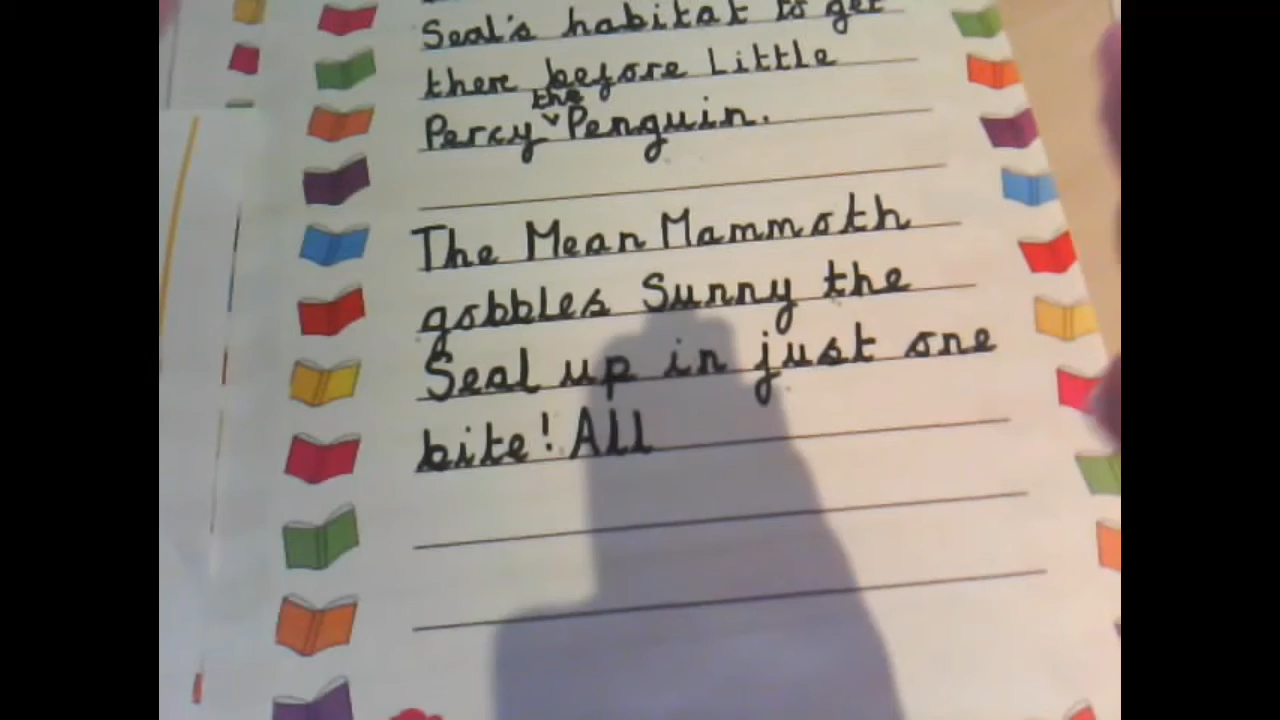 Seal's habitat to get
there before Little
the
Percy ˅ Penguin.
The Mean Mammoth
gobbles Sunny the
Seal up in just one
bite! All